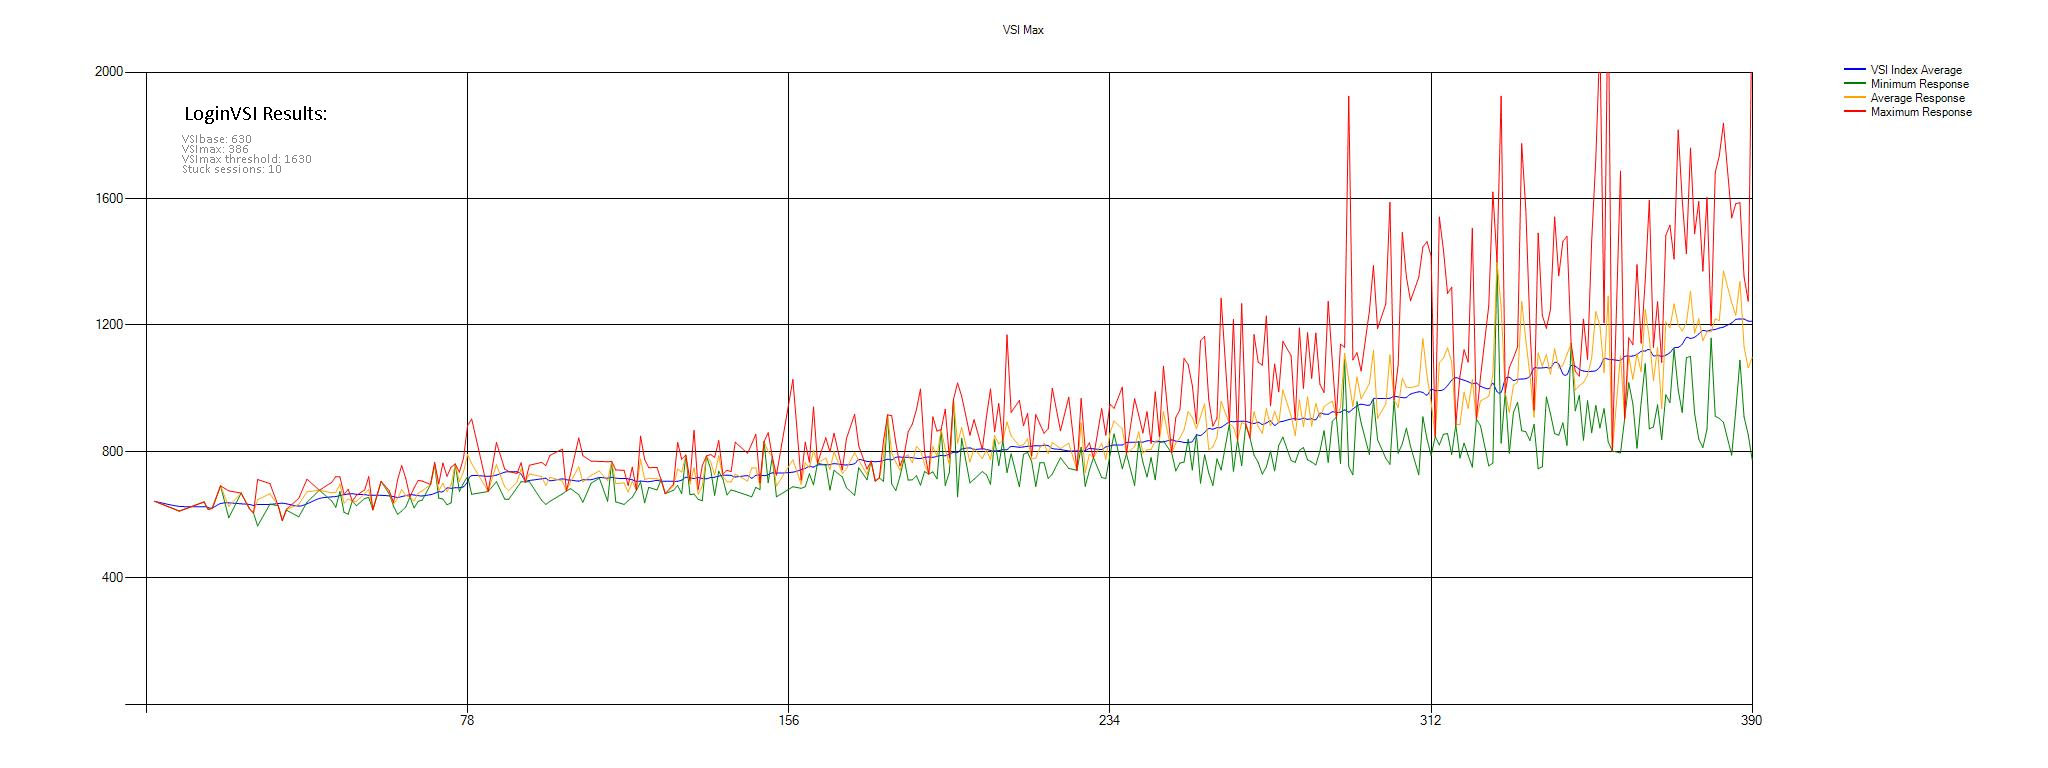 VSI Max
2000
1600
1200
800
400
78
156
234
312
390
LoginVSI Results:
VSIbase: 630
VSImax: 386
VSImax threshold: 1630
Stuck sessions: 10
VSI Index Average
Minimum Response
Average Response
Maximum Response